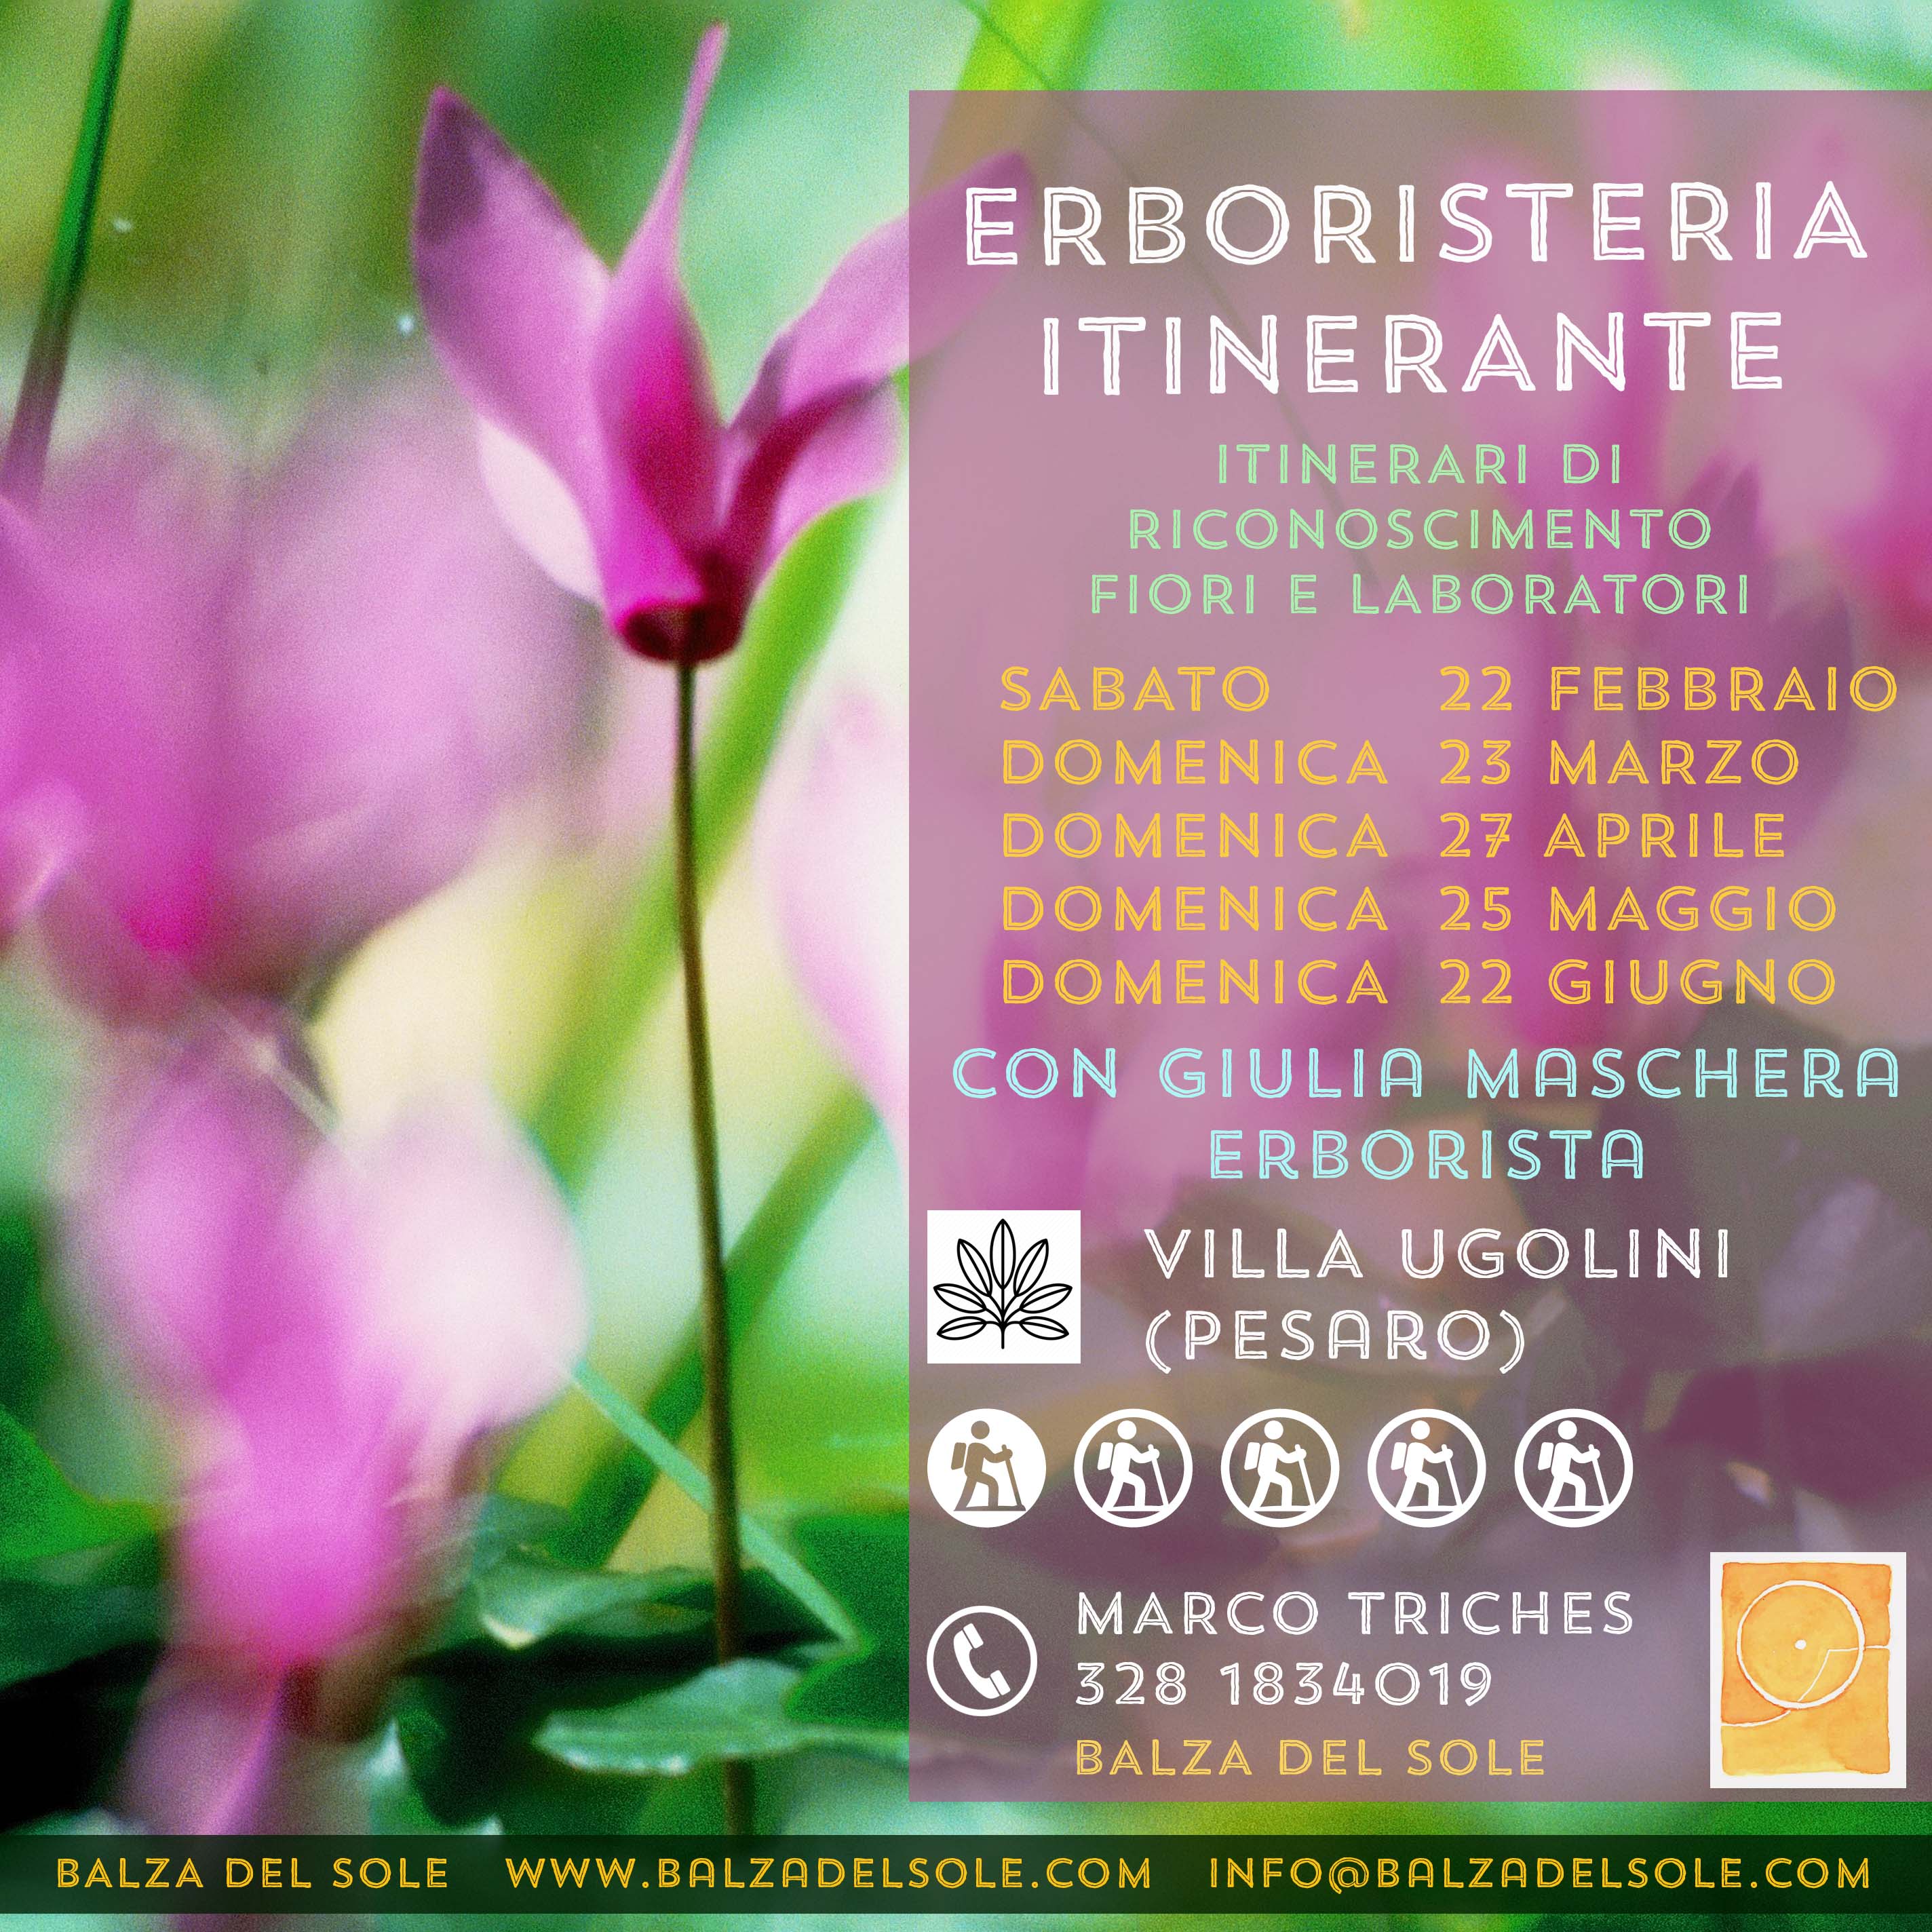 ERBORISTERIA
ITINERANTE
ITINERARI DI
RICONOSCIMENTO
FIORI E LABORATORI
SABATO 22 FEBBRAIO
DOMENICA 23 MARZO
DOMENICA 27 APRILE
DOMENICA 25 MAGGIO
DOMENICA 22 GIUGNO
CON GIULIA MASCHERA
ERBORISTA
VILLA UGOLINI
(PESARO)
MARCO TRICHES
328 1834019
BALZA DEL SOLE
BALZA DEL SOLE WWW.BALZADELSOLE.COM INFO@BALZADELSOLE.COM